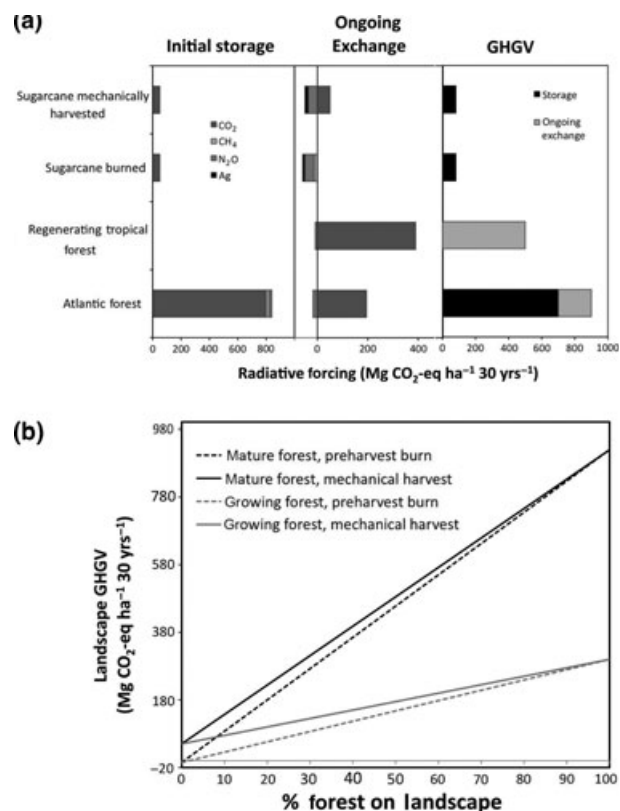 (a)
Initial storage
Ongoing
Exchange
GHGV
Sugarcane mechanically
harvested
Sugarcane burned
Regenerating tropical
forest
Atlantic forest
CO₂
CH₄
N₂O
Ag
Storage
Ongoing
exchange
0 200 400 600 800
0 200 400
0 200 400 600 800 1000
Radiative forcing (Mg CO₂-eq ha⁻¹ 30 yrs⁻¹)
(b)
Landscape GHGV
(Mg CO₂-eq ha⁻¹ 30 yrs⁻¹)
980
780
580
380
180
−20
Mature forest, preharvest burn
Mature forest, mechanical harvest
Growing forest, preharvest burn
Growing forest, mechanical harvest
0 10 20 30 40 50 60 70 80 90 100
% forest on landscape